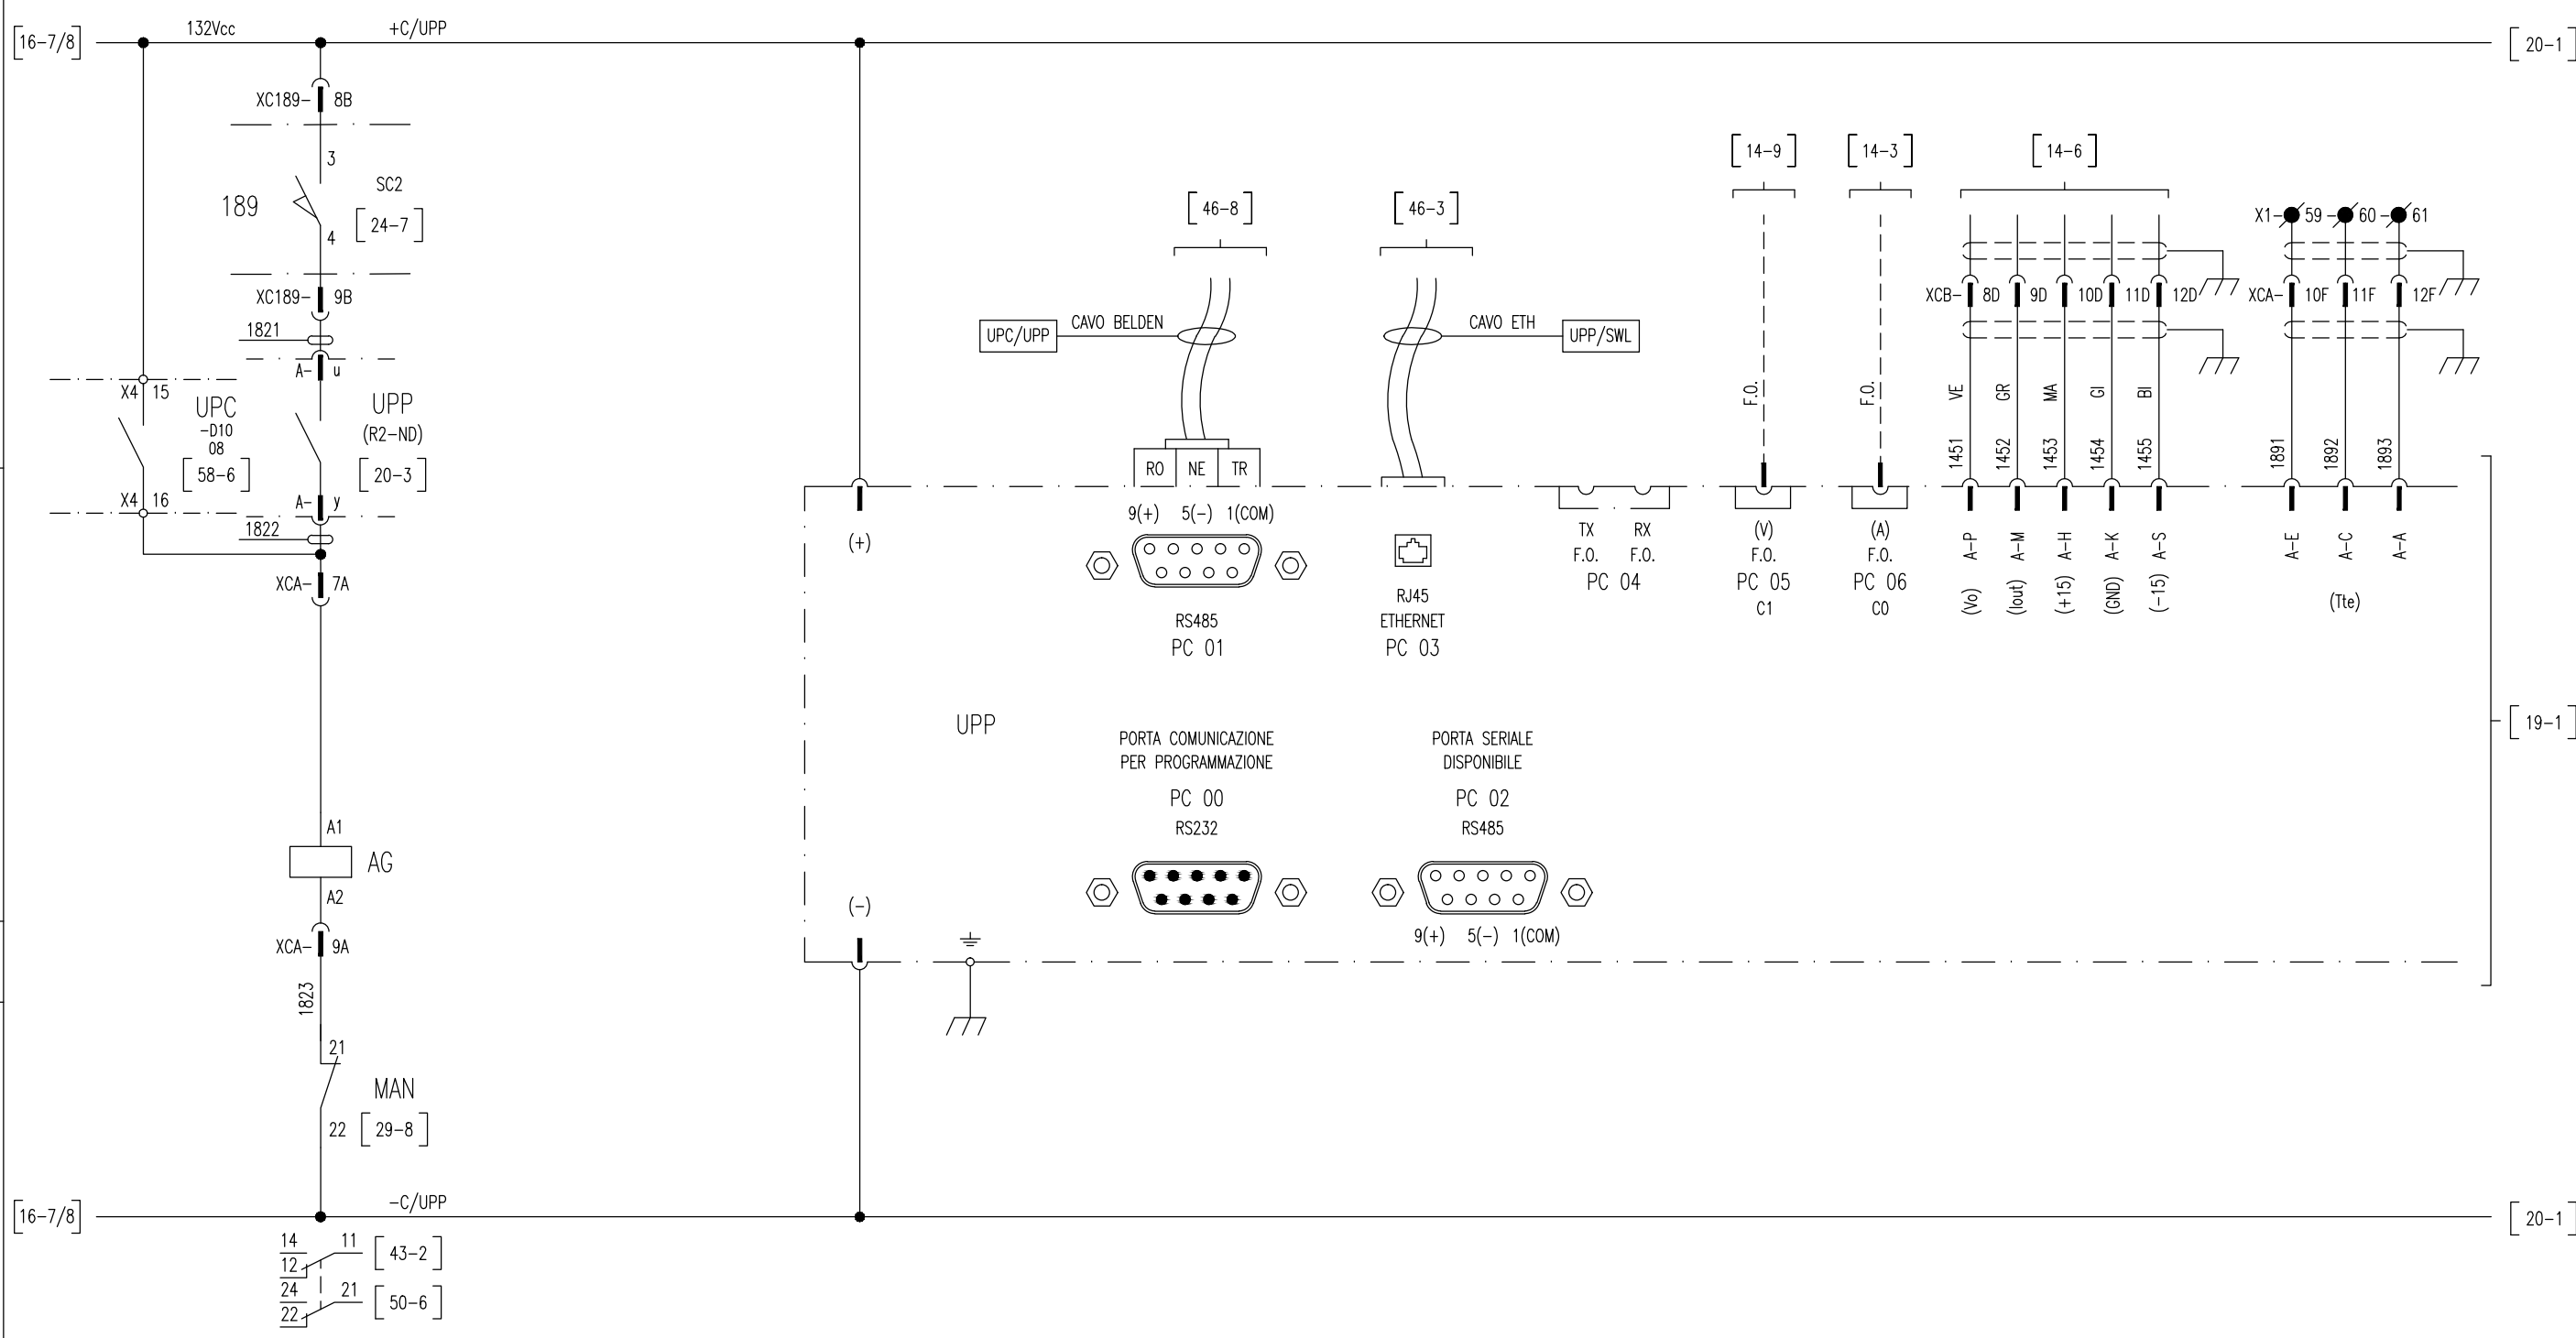 [16-7/8] 132Vcc +C/UPP [20-1]
XC189- 8B
3
189 SC2
[24-7]
4
XC189- 9B
1821
A- u
X4 15
UPC
-D10
08
[58-6]
X4 16
UPP
(R2-ND)
[20-3]
A- y
1822
XCA- 7A
A1
AG
A2
XCA- 9A
1823
21
MAN
22 [29-8]
[16-7/8] -C/UPP [20-1]
14 11 [43-2]
12
24 21 [50-6]
22
[46-8] [46-3]
UPC/UPP CAVO BELDEN
CAVO ETH UPP/SWL
RO NE TR
9(+) 5(-) 1(COM)
RS485
PC 01
RJ45
ETHERNET
PC 03
TX RX
F.O. F.O.
PC 04
[14-9]
F.O.
(V)
F.O.
PC 05
C1
[14-3]
F.O.
(A)
F.O.
PC 06
C0
[14-6]
XCB- 8D 9D 10D 11D 12D
VE GR MA GI BI
1451 1452 1453 1454 1455
A-P A-M A-H A-K A-S
(Vo) (Iout) (+15) (GND) (-15)
X1- 59 - 60 - 61
XCA- 10F 11F 12F
1891 1892 1893
A-E A-C A-A
(Tte)
(+)
UPP
(-)
PORTA COMUNICAZIONE
PER PROGRAMMAZIONE
PC 00
RS232
PORTA SERIALE
DISPONIBILE
PC 02
RS485
9(+) 5(-) 1(COM)
[19-1]